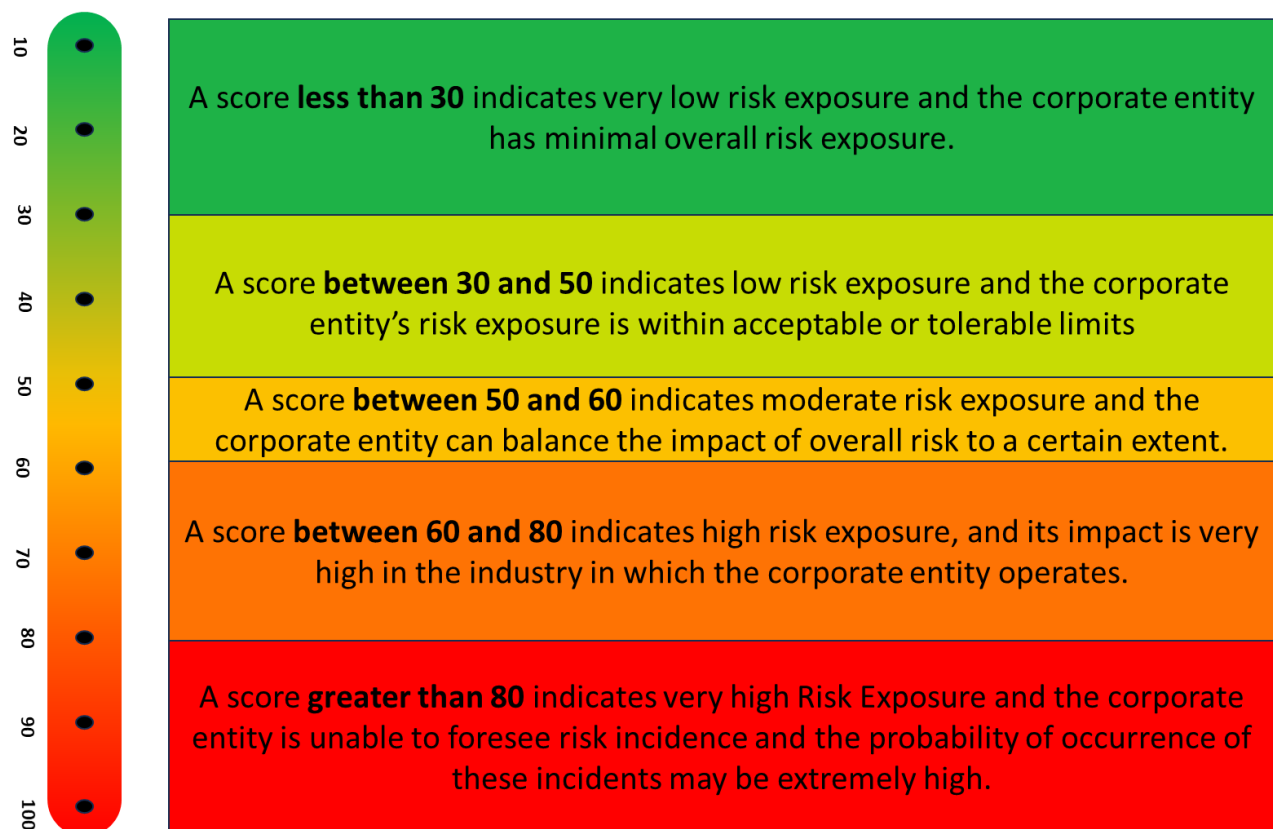 10
20
30
40
50
60
70
80
90
100
A score less than 30 indicates very low risk exposure and the corporate entity
has minimal overall risk exposure.
A score between 30 and 50 indicates low risk exposure and the corporate
entity’s risk exposure is within acceptable or tolerable limits
A score between 50 and 60 indicates moderate risk exposure and the
corporate entity can balance the impact of overall risk to a certain extent.
A score between 60 and 80 indicates high risk exposure, and its impact is very
high in the industry in which the corporate entity operates.
A score greater than 80 indicates very high Risk Exposure and the corporate
entity is unable to foresee risk incidence and the probability of occurrence of
these incidents may be extremely high.